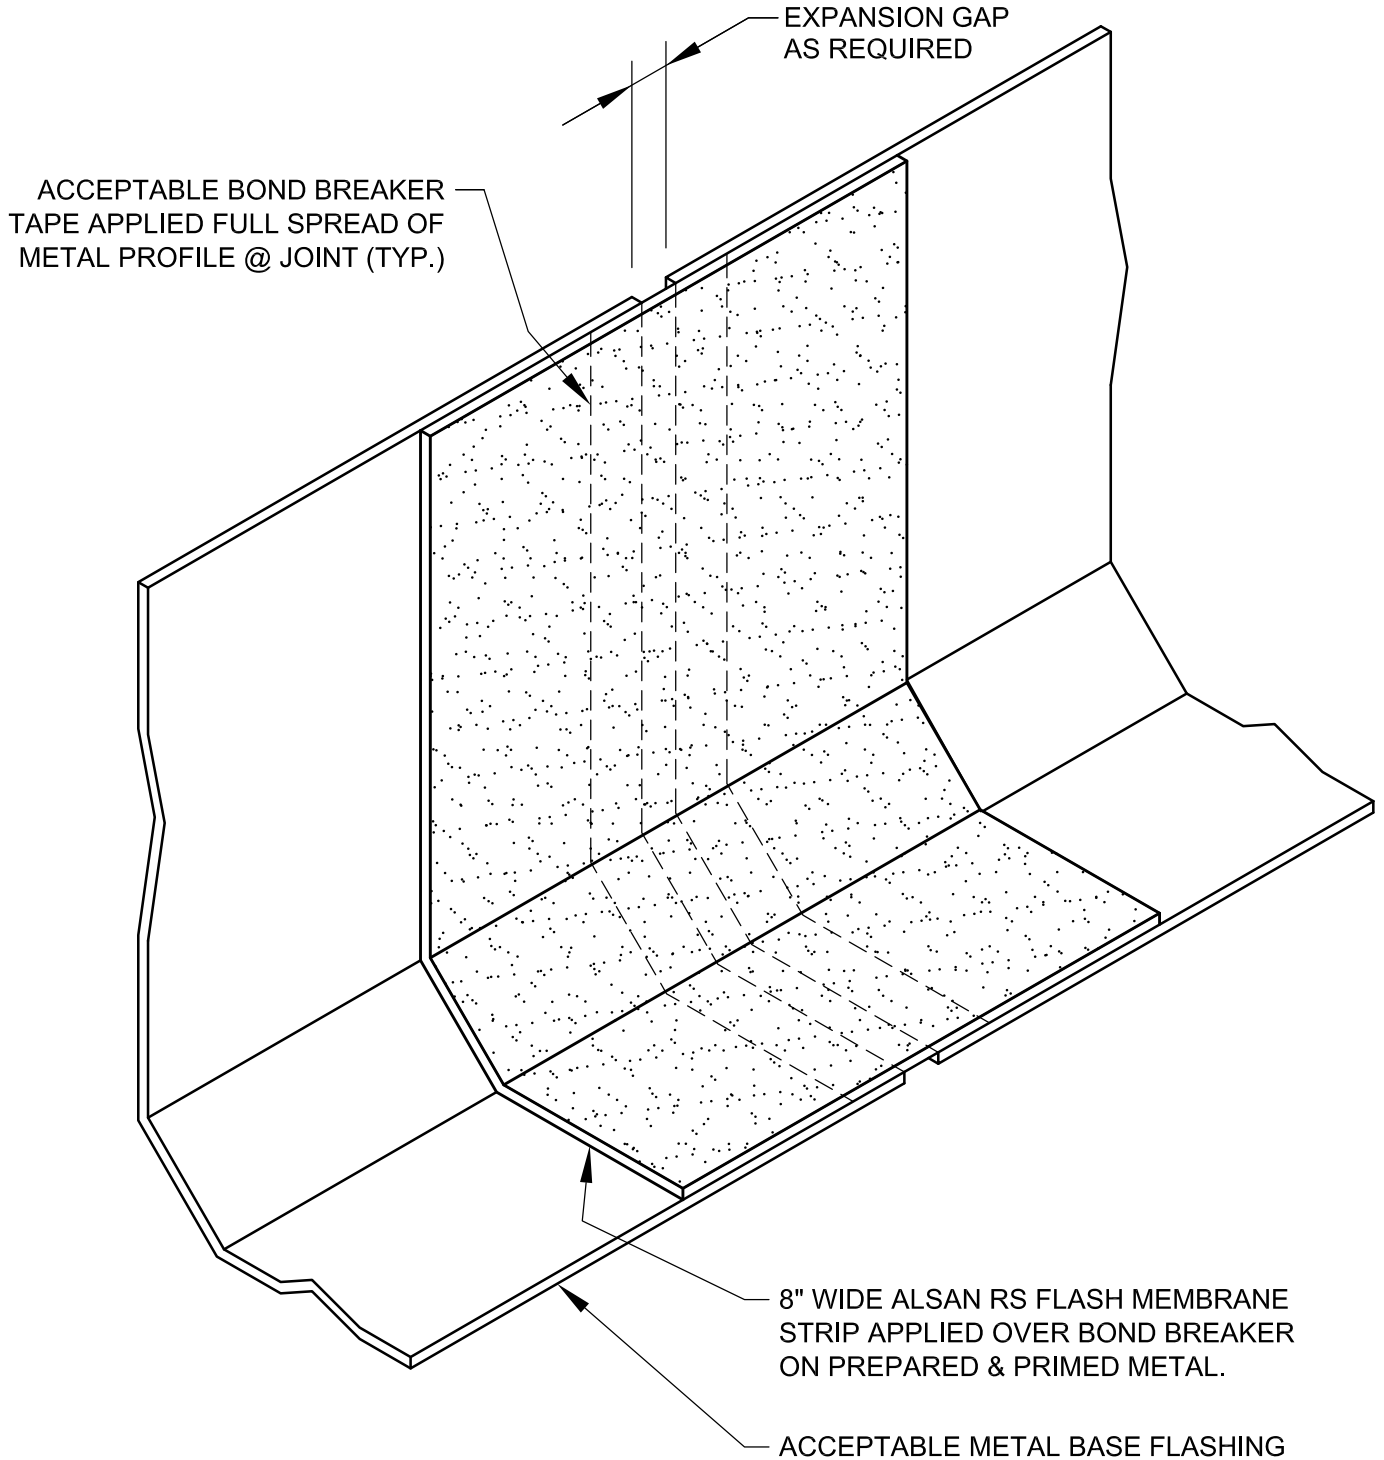 EXPANSION GAP
AS REQUIRED
ACCEPTABLE BOND BREAKER
TAPE APPLIED FULL SPREAD OF
METAL PROFILE @ JOINT (TYP.)
8" WIDE ALSAN RS FLASH MEMBRANE
STRIP APPLIED OVER BOND BREAKER
ON PREPARED & PRIMED METAL.
ACCEPTABLE METAL BASE FLASHING